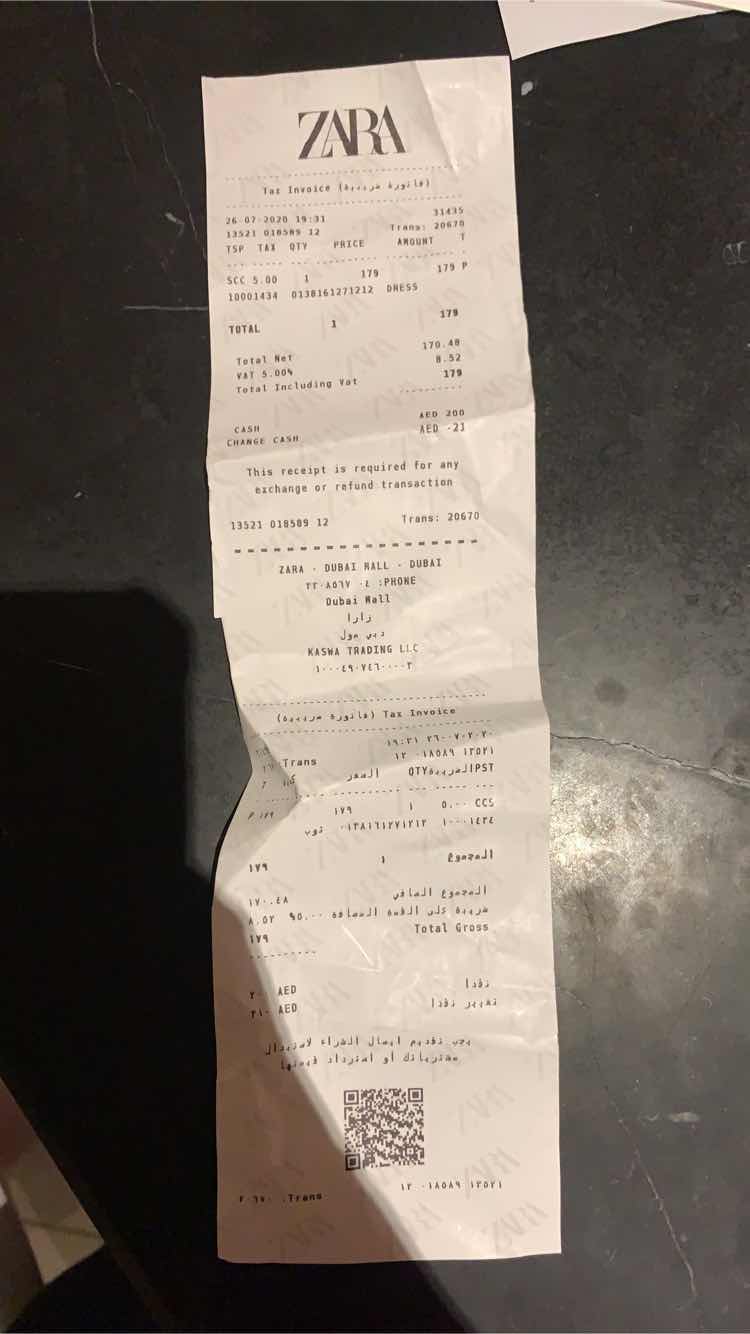 ZARA
Tax Invoice (فاتورة ضريبية)
26-07-2020 19:31 31435
13521 018589 12 Trans: 20670
TSP TAX QTY PRICE AMOUNT T
SCC 5.00 1 179 179 P
10001434 0138161271212 DRESS
TOTAL 1 179
Total Net 170.48
VAT 5.00% 8.52
Total Including Vat 179
CASH AED 200
CHANGE CASH AED -21
This receipt is required for any
exchange or refund transaction
13521 018589 12 Trans: 20670
ZARA - DUBAI MALL - DUBAI
PHONE: ٠٤
Dubai Mall
زارا
دبي مول
KASWA TRADING LLC
١٠٠٠٤٩٠٧٤٦٠٠٠٠٣
Tax Invoice (فاتورة ضريبية)
١٩:٣١ ٢٦-٠٧-٢٠٢٠
١٣٥٢١ ٠١٨٥٨٩ ١٢ Trans:
PSTالضريبة QTY السعر
CCS ٥.٠٠ ١ ١٧٩ ١٧٩ P
١٠٠٠١٤٣٤ ٠١٣٨١٦١٢٧١٢١٢ ثوب
المجموع ١ ١٧٩
المجموع الصافي ١٧٠.٤٨
ضريبة على القيمة المضافة ٥.٠٠% ٨.٥٢
Total Gross ١٧٩
نقدا AED ٢٠٠
تغيير نقدا AED ٢١-
يجب تقديم ايصال الشراء لاستبدال
مشترياتك أو استرداد قيمتها
١٣٥٢١ ٠١٨٥٨٩ ١٢ Trans: ٢٠٦٧٠